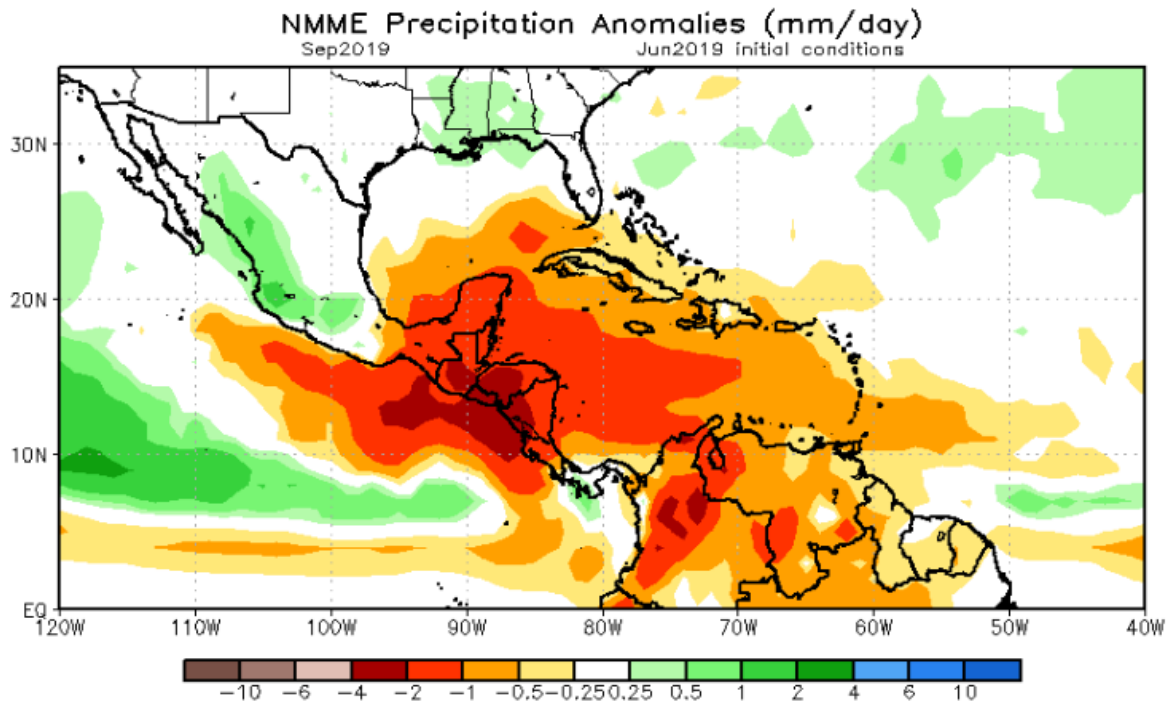 NMME Precipitation Anomalies (mm/day)
Sep2019 Jun2019 initial conditions
30N
20N
10N
EQ
120W 110W 100W 90W 80W 70W 60W 50W 40W
-10 -6 -4 -2 -1 -0.5 -0.25 0.25 0.5 1 2 4 6 10